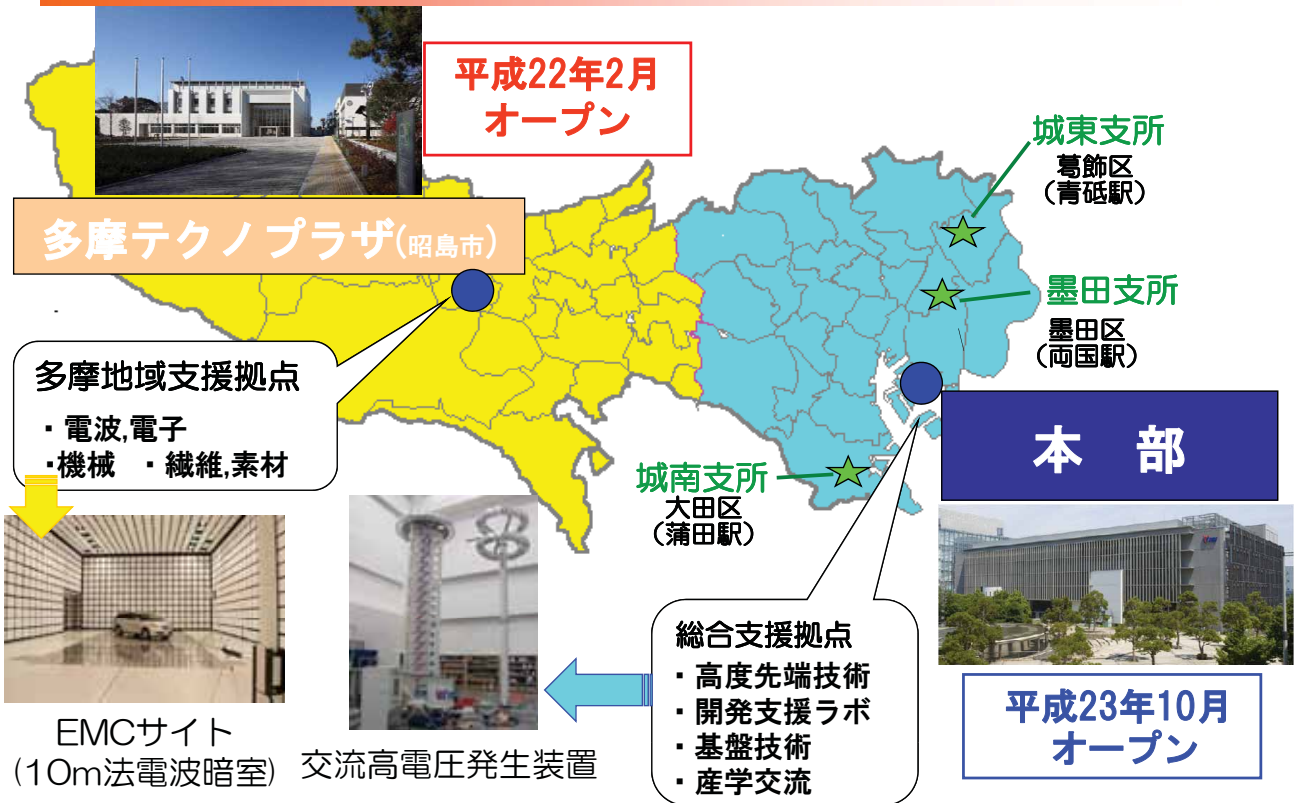 平成22年2月
オープン
多摩テクノプラザ(昭島市)
多摩地域支援拠点
・電波,電子
・機械　・繊維,素材
EMCサイト
(10m法電波暗室)
交流高電圧発生装置
城東支所
葛飾区
(青砥駅)
墨田支所
墨田区
(両国駅)
本　部
城南支所
大田区
(蒲田駅)
総合支援拠点
・高度先端技術
・開発支援ラボ
・基盤技術
・産学交流
平成23年10月
オープン